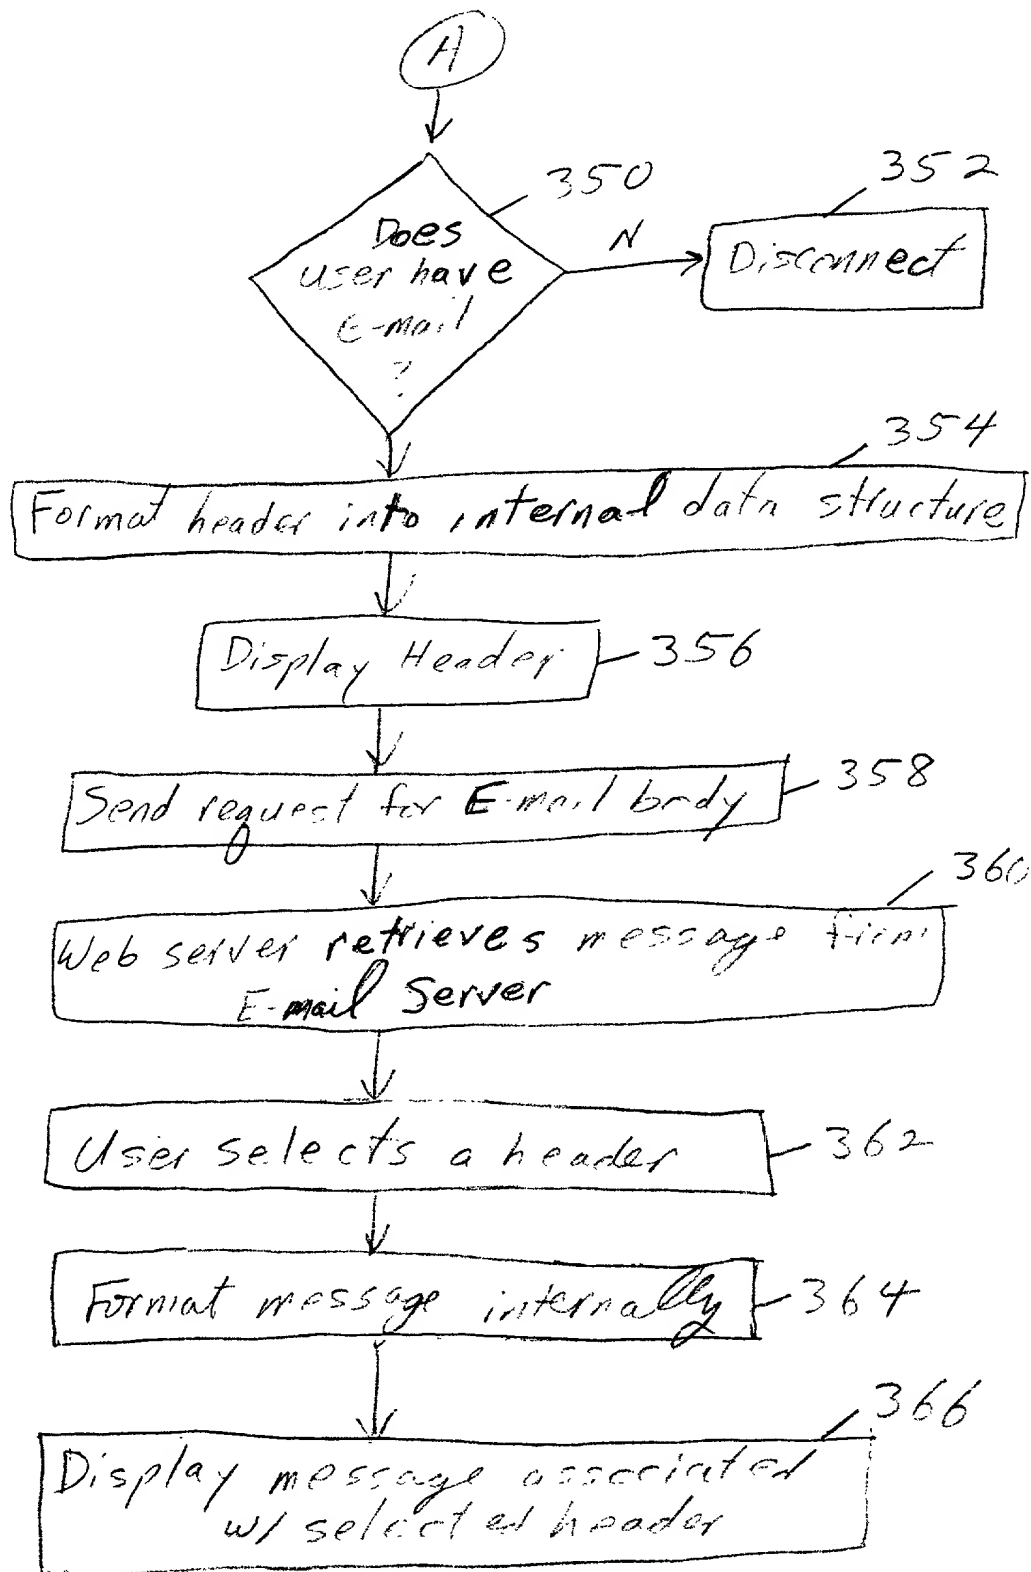 A
350
352
Does
user have
E-mail
?
N
Disconnect
354
Format header into internal data structure
Display Header
356
Send request for E-mail body
358
360
Web server retrieves message from
E-mail Server
User selects a header
362
Format message internally
364
366
Display message associated
w/ selected header